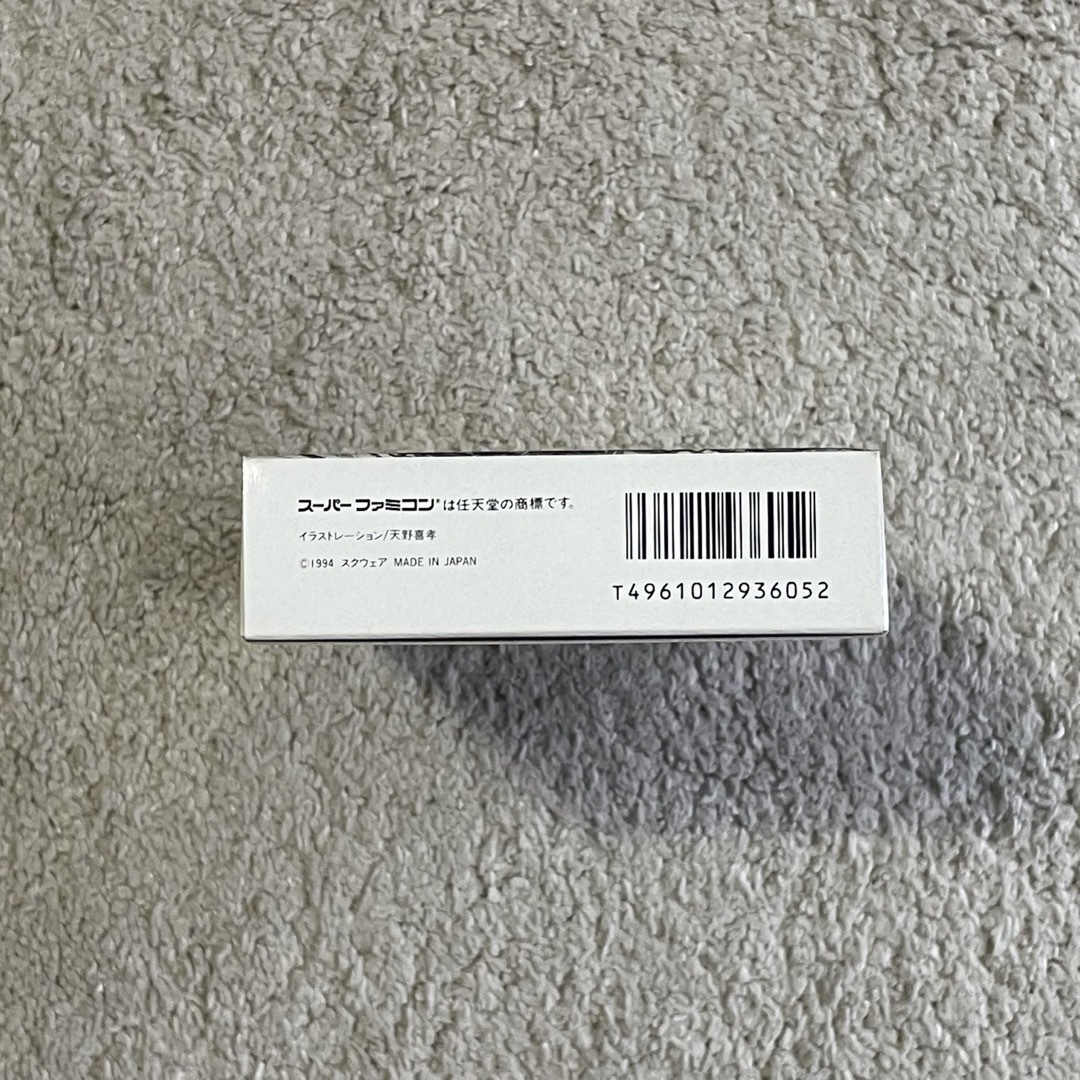 スーパーファミコン®は任天堂の商標です。
イラストレーション/天野喜孝
©1994 スクウェア MADE IN JAPAN
T4961012936052